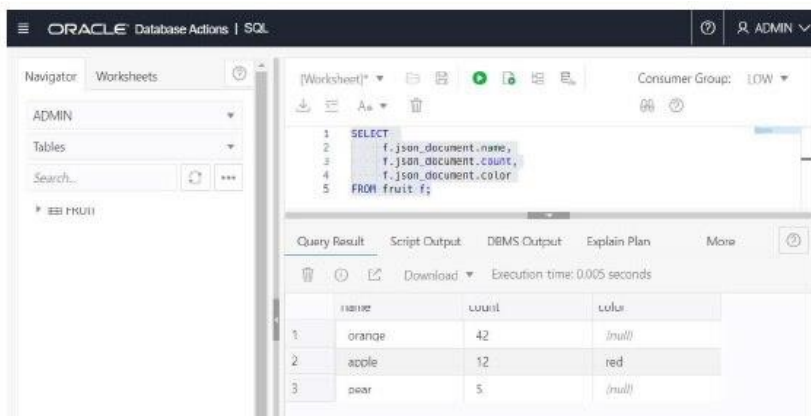 ORACLE Database Actions | SQL
ADMIN
Navigator Worksheets
ADMIN
Tables
Search...
FRUIT
[Worksheet]*
Consumer Group: LOW
Aa
1 SELECT
2 f.json_document.name,
3 f.json_document.count,
4 f.json_document.color
5 FROM fruit f;
Query Result Script Output DBMS Output Explain Plan More
Download Execution time: 0.005 seconds
name count color
1 orange 42 (null)
2 apple 12 red
3 pear 5 (null)